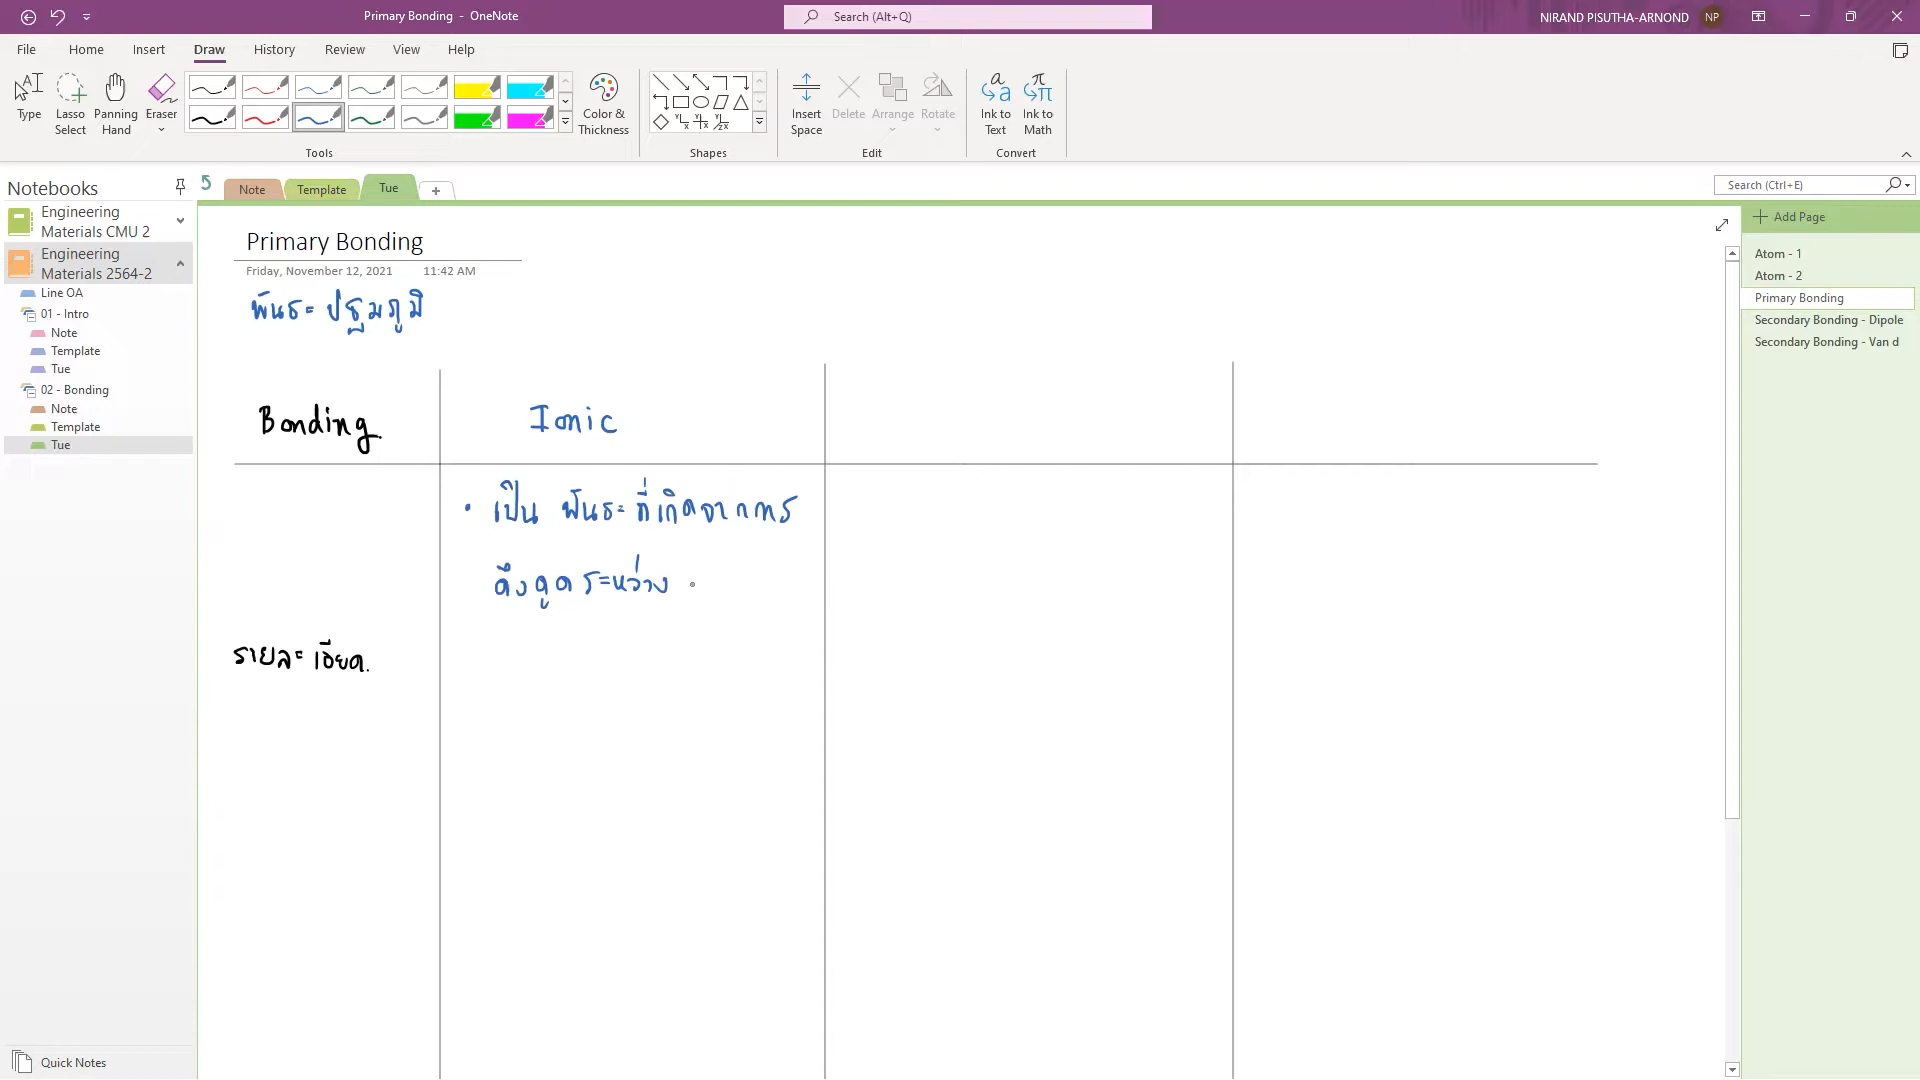 Primary Bonding - OneNote
Search (Alt+Q)
NIRAND PISUTHA-ARNOND
NP
File Home Insert Draw History Review View Help
Type
Lasso Select
Panning Hand
Eraser
Color & Thickness
Insert Space
Delete
Arrange
Rotate
Ink to Text
Ink to Math
Tools
Shapes
Edit
Convert
Notebooks
Note
Template
Tue
Search (Ctrl+E)
Engineering
Materials CMU 2
Engineering
Materials 2564-2
Line OA
01 - Intro
Note
Template
Tue
02 - Bonding
Note
Template
Tue
Quick Notes
Primary Bonding
Friday, November 12, 2021 11:42 AM
พันธะปฐมภูมิ
Bonding
Ionic
• เป็น พันธะที่เกิดจากการ
ดึงดูดระหว่าง
รายละเอียด.
Add Page
Atom - 1
Atom - 2
Primary Bonding
Secondary Bonding - Dipole
Secondary Bonding - Van d